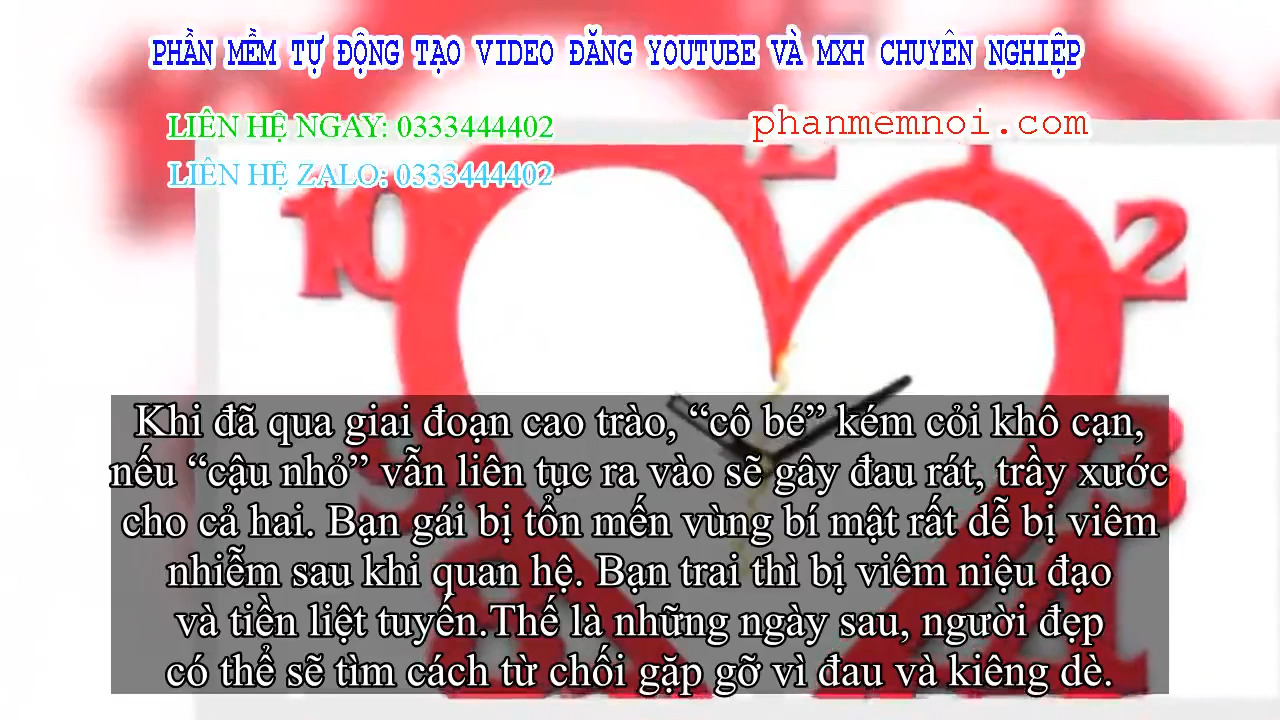 PHẦN MỀM TỰ ĐỘNG TẠO VIDEO ĐĂNG YOUTUBE VÀ MXH CHUYÊN NGHIỆP
LIÊN HỆ NGAY: 0333444402
phanmemnoi.com
LIÊN HỆ ZALO: 0333444402
10
2
Khi đã qua giai đoạn cao trào, “cô bé” kém cỏi khô cạn,
nếu “cậu nhỏ” vẫn liên tục ra vào sẽ gây đau rát, trầy xước
cho cả hai. Bạn gái bị tổn mến vùng bí mật rất dễ bị viêm
nhiễm sau khi quan hệ. Bạn trai thì bị viêm niệu đạo
và tiền liệt tuyến.Thế là những ngày sau, người đẹp
có thể sẽ tìm cách từ chối gặp gỡ vì đau và kiêng dè.